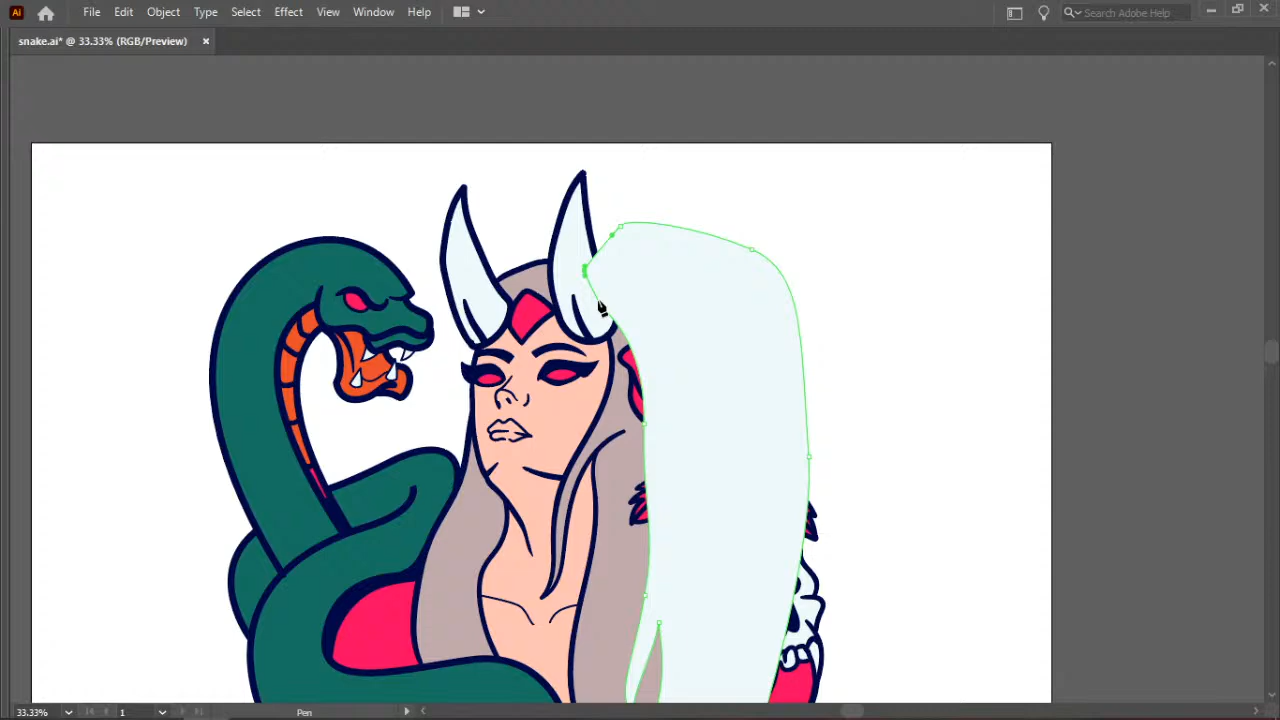 Ai File Edit Object Type Select Effect View Window Help Search Adobe Help
snake.ai* @ 33.33% (RGB/Preview) ×
33.33% 1 Pen